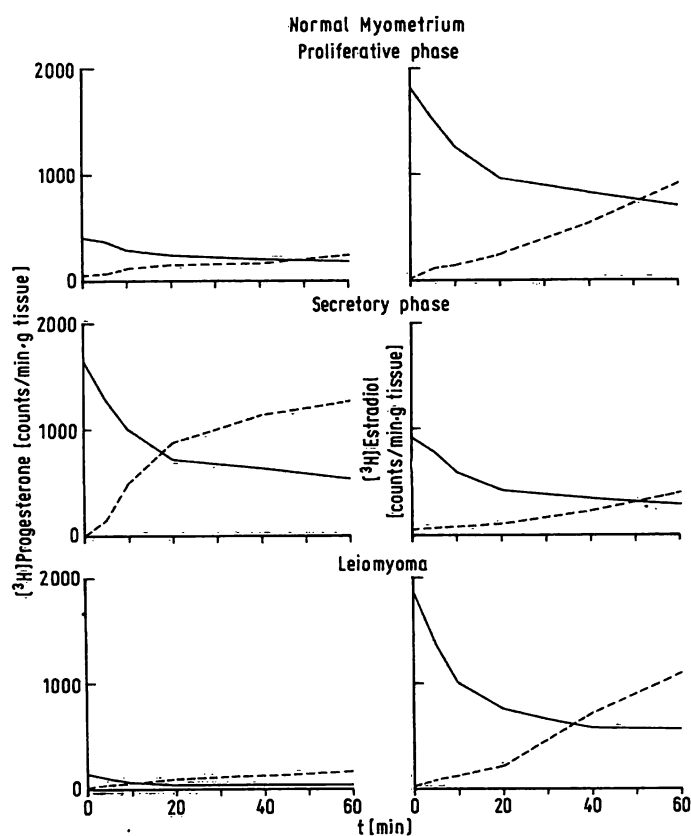 Normal Myometrium
Proliferative phase
2000
1000
0
Secretory phase
2000
1000
0
[³H]Progesterone [counts/min·g tissue]
[³H]Estradiol
[counts/min·g tissue]
Leiomyoma
2000
1000
0
0 20 40 60
0 20 40 60
t [min]